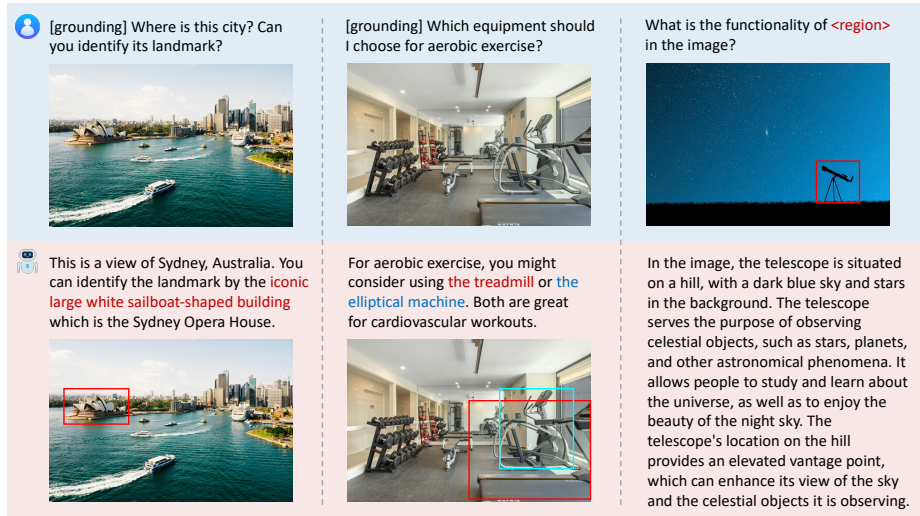 [grounding] Where is this city? Can
you identify its landmark?
[grounding] Which equipment should
I choose for aerobic exercise?
What is the functionality of <region>
in the image?
This is a view of Sydney, Australia. You
can identify the landmark by the iconic
large white sailboat-shaped building
which is the Sydney Opera House.
For aerobic exercise, you might
consider using the treadmill or the
elliptical machine. Both are great
for cardiovascular workouts.
In the image, the telescope is situated
on a hill, with a dark blue sky and stars
in the background. The telescope
serves the purpose of observing
celestial objects, such as stars, planets,
and other astronomical phenomena. It
allows people to study and learn about
the universe, as well as to enjoy the
beauty of the night sky. The
telescope's location on the hill
provides an elevated vantage point,
which can enhance its view of the sky
and the celestial objects it is observing.